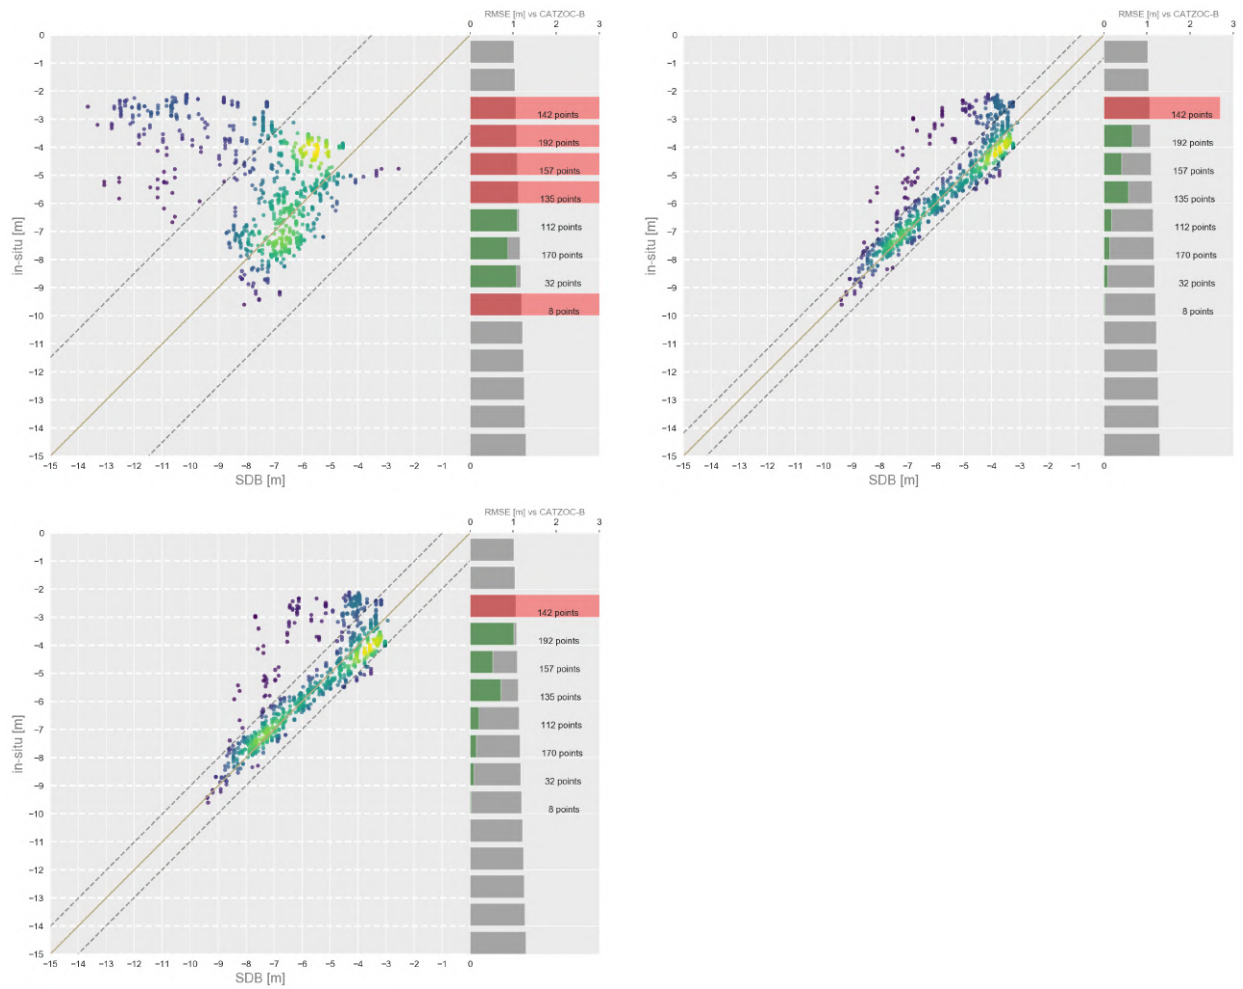 RMSE [m] vs CATZOC-B
0 1 2 3
0
−1
−2
−3
−4
−5
−6
−7
−8
−9
−10
−11
−12
−13
−14
−15
in-situ [m]
142 points
192 points
157 points
135 points
112 points
170 points
32 points
8 points
−15 −14 −13 −12 −11 −10 −9 −8 −7 −6 −5 −4 −3 −2 −1 0
SDB [m]
RMSE [m] vs CATZOC-B
0 1 2 3
0
−1
−2
−3
−4
−5
−6
−7
−8
−9
−10
−11
−12
−13
−14
−15
in-situ [m]
142 points
192 points
157 points
135 points
112 points
170 points
32 points
8 points
−15 −14 −13 −12 −11 −10 −9 −8 −7 −6 −5 −4 −3 −2 −1 0
SDB [m]
RMSE [m] vs CATZOC-B
0 1 2 3
0
−1
−2
−3
−4
−5
−6
−7
−8
−9
−10
−11
−12
−13
−14
−15
in-situ [m]
142 points
192 points
157 points
135 points
112 points
170 points
32 points
8 points
−15 −14 −13 −12 −11 −10 −9 −8 −7 −6 −5 −4 −3 −2 −1 0
SDB [m]